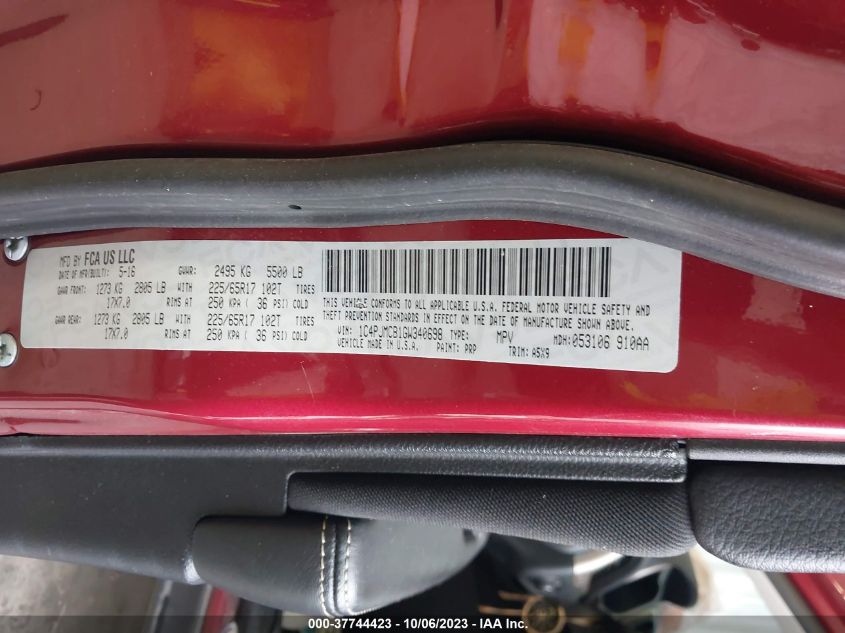 MFD BY FCA US LLC
DATE OF MFR(BUILT): 5-16 GVWR: 2495 KG 5500 LB
GAWR FRONT: 1273 KG 2805 LB WITH 225/65R17 102T TIRES
17X7.0 RIMS AT 250 KPA ( 36 PSI) COLD
GAWR REAR: 1273 KG 2805 LB WITH 225/65R17 102T TIRES
17X7.0 RIMS AT 250 KPA ( 36 PSI) COLD
THIS VEHICLE CONFORMS TO ALL APPLICABLE U.S.A. FEDERAL MOTOR VEHICLE SAFETY AND
THEFT PREVENTION STANDARDS IN EFFECT ON THE DATE OF MANUFACTURE SHOWN ABOVE.
VIN: 1C4PJMCB1GW340698 TYPE: MPV MDH: 053106 910AA
VEHICLE MADE IN U.S.A. PAINT: PRP TRIM: A5X9
000-37744423 - 10/06/2023 - IAA Inc.